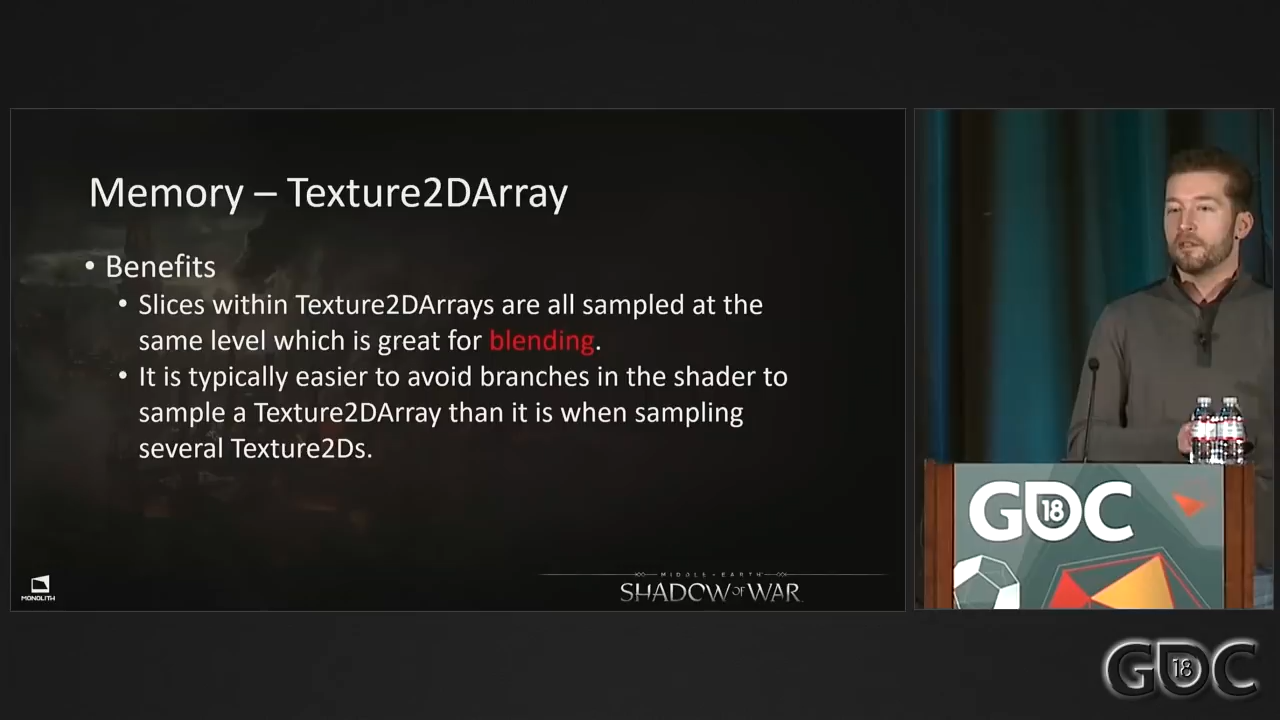 Memory – Texture2DArray
• Benefits
• Slices within Texture2DArrays are all sampled at the
same level which is great for blending.
• It is typically easier to avoid branches in the shader to
sample a Texture2DArray than it is when sampling
several Texture2Ds.
MONOLITH
MIDDLE-EARTH
SHADOW OF WAR
GDC
18
GDC
18